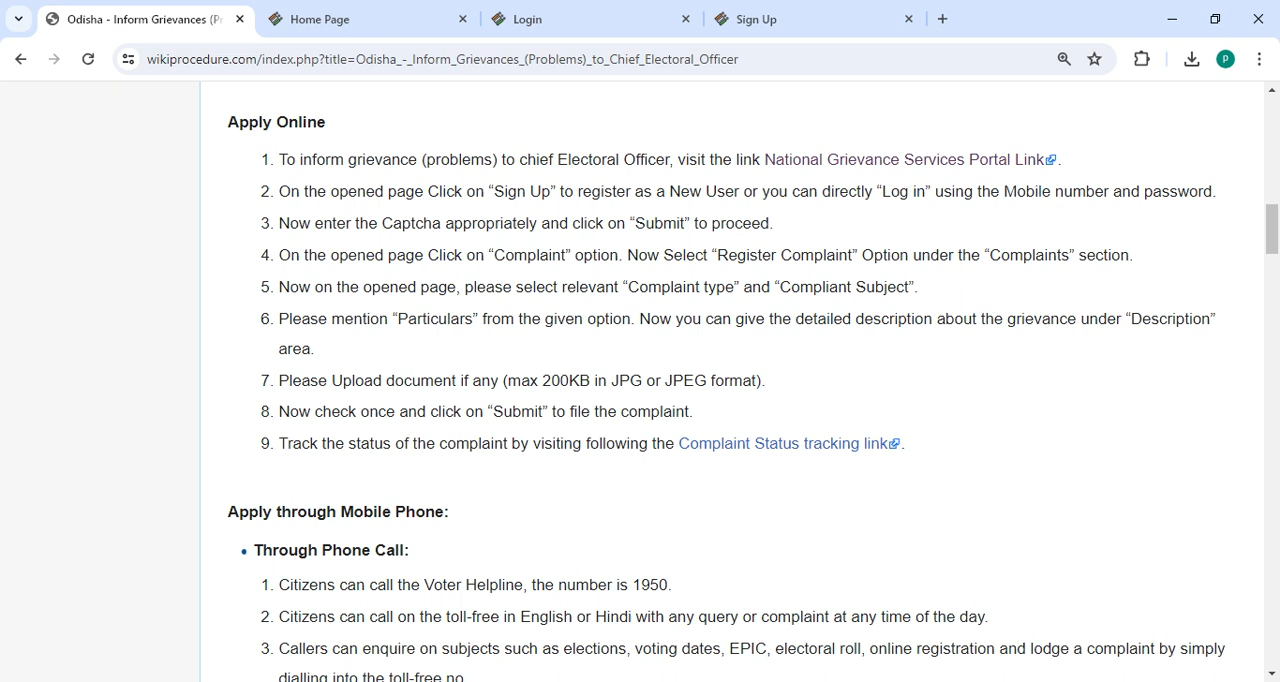 Odisha - Inform Grievances (Pr
Home Page
Login
Sign Up
wikiprocedure.com/index.php?title=Odisha_-_Inform_Grievances_(Problems)_to_Chief_Electoral_Officer
P
Apply Online
1. To inform grievance (problems) to chief Electoral Officer, visit the link National Grievance Services Portal Link.
2. On the opened page Click on “Sign Up” to register as a New User or you can directly “Log in” using the Mobile number and password.
3. Now enter the Captcha appropriately and click on “Submit” to proceed.
4. On the opened page Click on “Complaint” option. Now Select “Register Complaint” Option under the “Complaints” section.
5. Now on the opened page, please select relevant “Complaint type” and “Compliant Subject”.
6. Please mention “Particulars” from the given option. Now you can give the detailed description about the grievance under “Description”
area.
7. Please Upload document if any (max 200KB in JPG or JPEG format).
8. Now check once and click on “Submit” to file the complaint.
9. Track the status of the complaint by visiting following the Complaint Status tracking link.
Apply through Mobile Phone:
• Through Phone Call:
1. Citizens can call the Voter Helpline, the number is 1950.
2. Citizens can call on the toll-free in English or Hindi with any query or complaint at any time of the day.
3. Callers can enquire on subjects such as elections, voting dates, EPIC, electoral roll, online registration and lodge a complaint by simply
dialling into the toll-free no